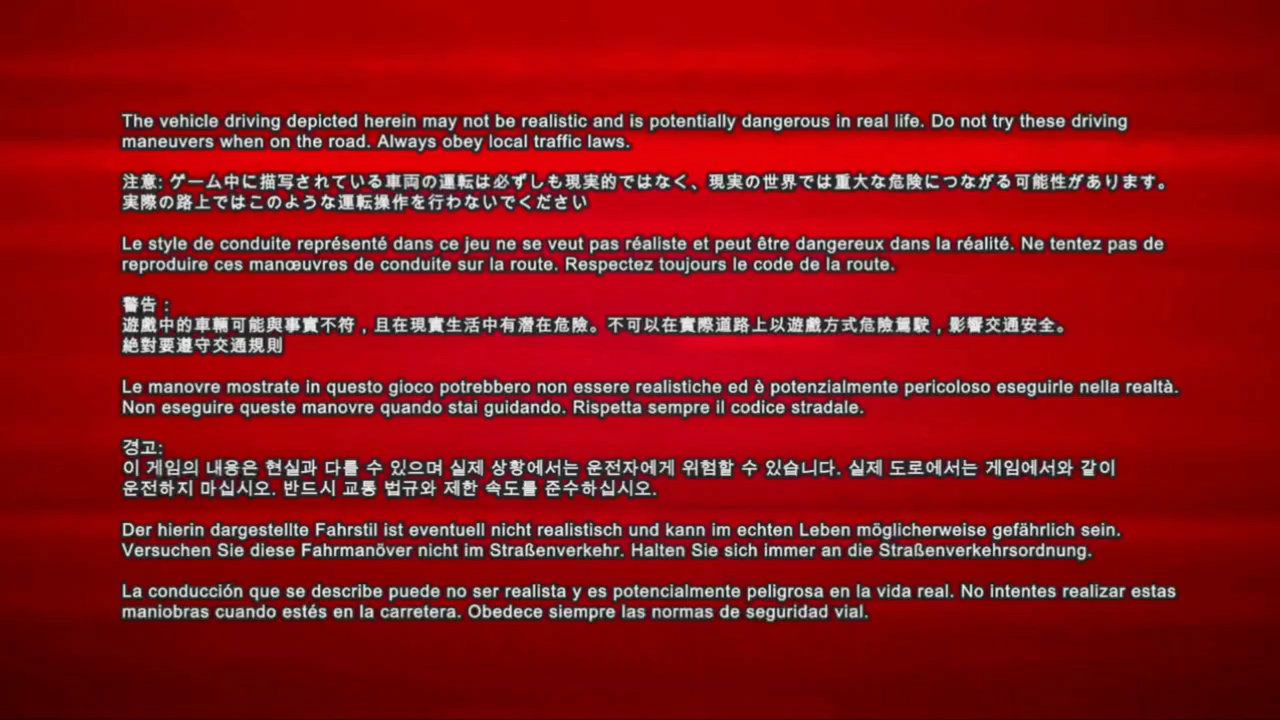 The vehicle driving depicted herein may not be realistic and is potentially dangerous in real life. Do not try these driving
maneuvers when on the road. Always obey local traffic laws.
注意: ゲーム中に描写されている車両の運転は必ずしも現実的ではなく、現実の世界では重大な危険につながる可能性があります。
実際の路上ではこのような運転操作を行わないでください
Le style de conduite représenté dans ce jeu ne se veut pas réaliste et peut être dangereux dans la réalité. Ne tentez pas de
reproduire ces manœuvres de conduite sur la route. Respectez toujours le code de la route.
警告：
遊戲中的車輛可能與事實不符，且在現實生活中有潛在危險。不可以在實際道路上以遊戲方式危險駕駛，影響交通安全。
絕對要遵守交通規則
Le manovre mostrate in questo gioco potrebbero non essere realistiche ed è potenzialmente pericoloso eseguirle nella realtà.
Non eseguire queste manovre quando stai guidando. Rispetta sempre il codice stradale.
경고:
이 게임의 내용은 현실과 다를 수 있으며 실제 상황에서는 운전자에게 위험할 수 있습니다. 실제 도로에서는 게임에서와 같이
운전하지 마십시오. 반드시 교통 법규와 제한 속도를 준수하십시오.
Der hierin dargestellte Fahrstil ist eventuell nicht realistisch und kann im echten Leben möglicherweise gefährlich sein.
Versuchen Sie diese Fahrmanöver nicht im Straßenverkehr. Halten Sie sich immer an die Straßenverkehrsordnung.
La conducción que se describe puede no ser realista y es potencialmente peligrosa en la vida real. No intentes realizar estas
maniobras cuando estés en la carretera. Obedece siempre las normas de seguridad vial.